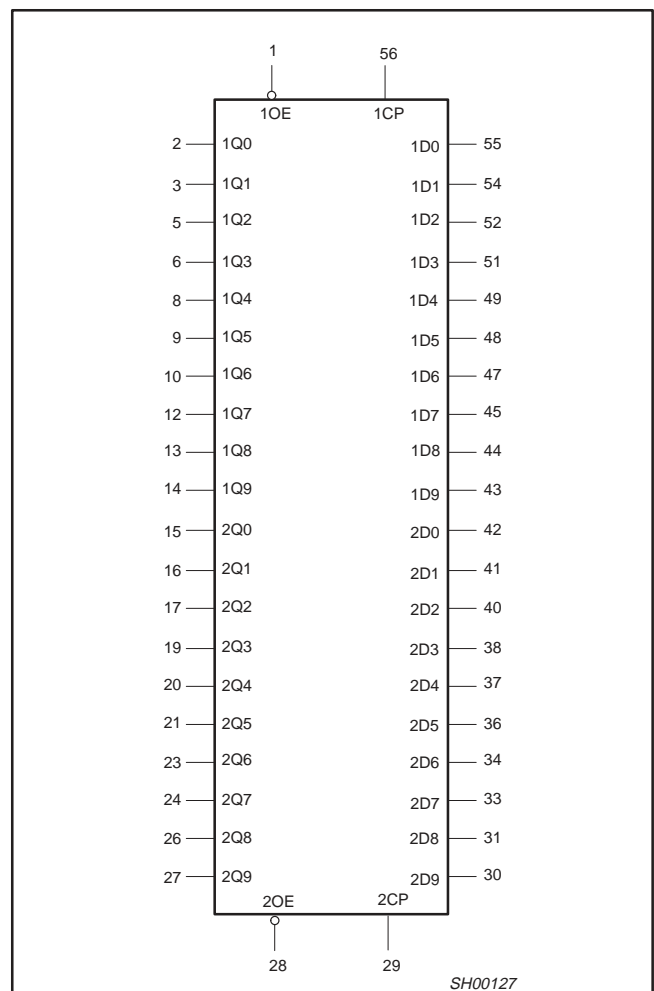 1 56
1OE 1CP
2 1Q0 1D0 55
3 1Q1 1D1 54
5 1Q2 1D2 52
6 1Q3 1D3 51
8 1Q4 1D4 49
9 1Q5 1D5 48
10 1Q6 1D6 47
12 1Q7 1D7 45
13 1Q8 1D8 44
14 1Q9 1D9 43
15 2Q0 2D0 42
16 2Q1 2D1 41
17 2Q2 2D2 40
19 2Q3 2D3 38
20 2Q4 2D4 37
21 2Q5 2D5 36
23 2Q6 2D6 34
24 2Q7 2D7 33
26 2Q8 2D8 31
27 2Q9 2D9 30
2OE 2CP
28 29
SH00127